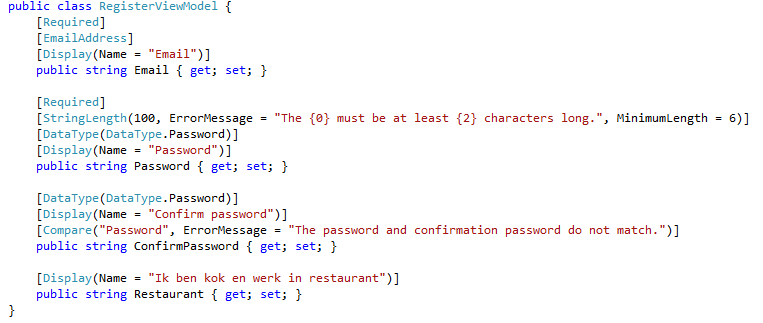 public class RegisterViewModel {
[Required]
[EmailAddress]
[Display(Name = "Email")]
public string Email { get; set; }
[Required]
[StringLength(100, ErrorMessage = "The {0} must be at least {2} characters long.", MinimumLength = 6)]
[DataType(DataType.Password)]
[Display(Name = "Password")]
public string Password { get; set; }
[DataType(DataType.Password)]
[Display(Name = "Confirm password")]
[Compare("Password", ErrorMessage = "The password and confirmation password do not match.")]
public string ConfirmPassword { get; set; }
[Display(Name = "Ik ben kok en werk in restaurant")]
public string Restaurant { get; set; }
}